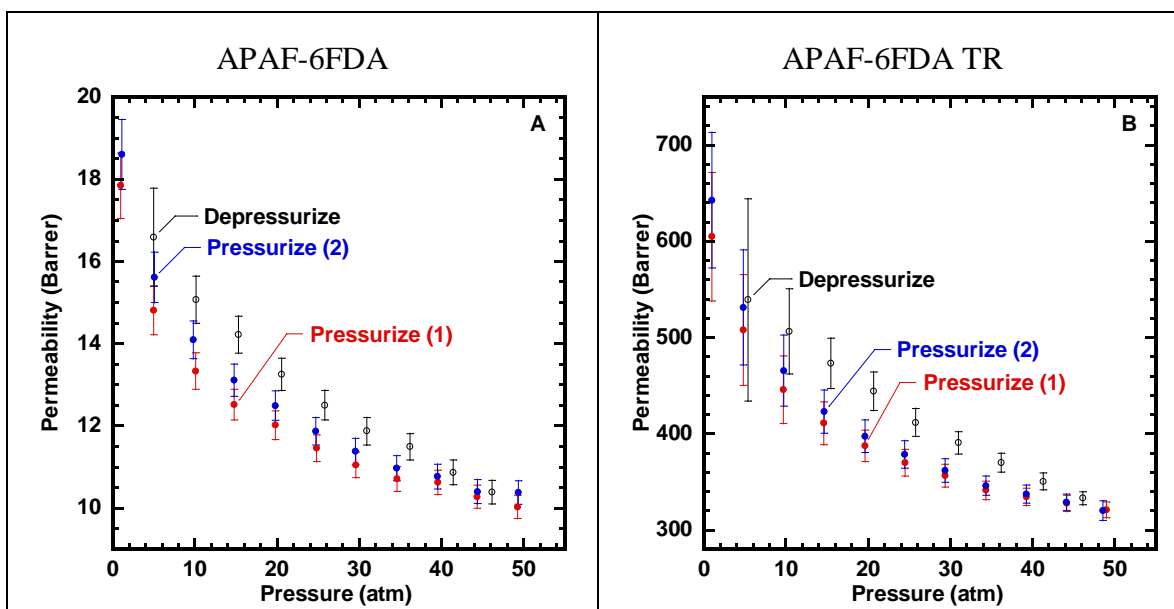 APAF-6FDA
20
18
16
14
12
10
Permeability (Barrer)
A
Depressurize
Pressurize (2)
Pressurize (1)
0 10 20 30 40 50
Pressure (atm)
APAF-6FDA TR
700
600
500
400
300
Permeability (Barrer)
B
Depressurize
Pressurize (2)
Pressurize (1)
0 10 20 30 40 50
Pressure (atm)